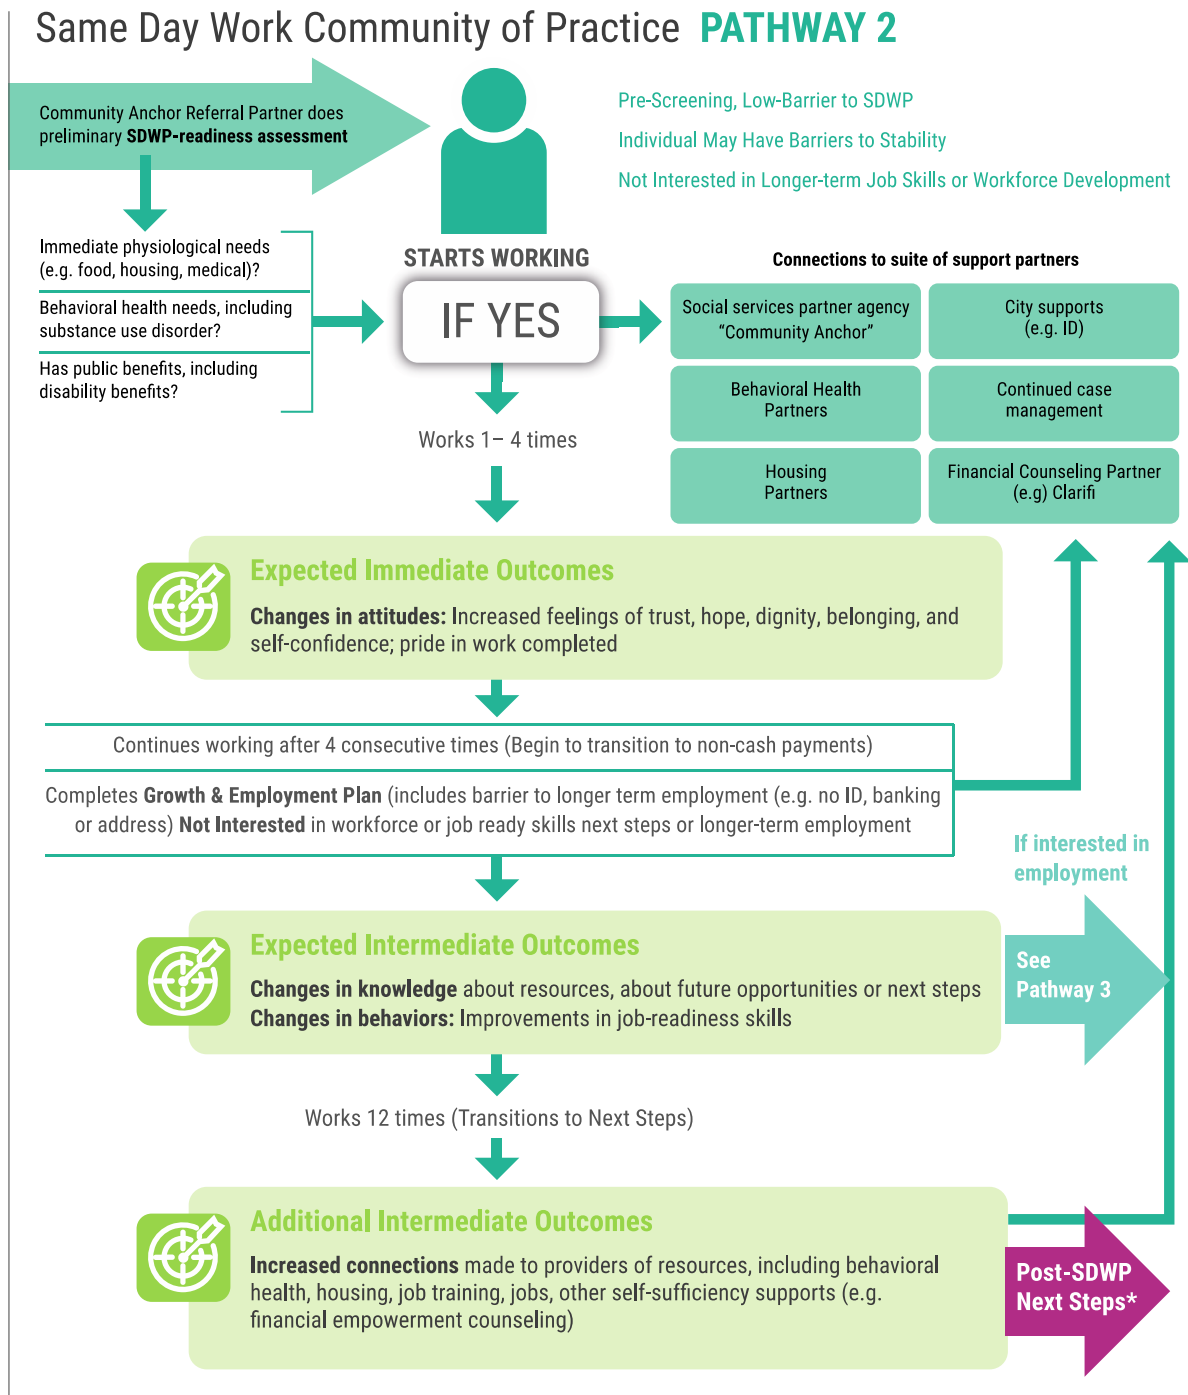 Same Day Work Community of Practice PATHWAY 2
Community Anchor Referral Partner does
preliminary SDWP-readiness assessment
Pre-Screening, Low-Barrier to SDWP
Individual May Have Barriers to Stability
Not Interested in Longer-term Job Skills or Workforce Development
Immediate physiological needs
(e.g. food, housing, medical)?
Behavioral health needs, including
substance use disorder?
Has public benefits, including
disability benefits?
STARTS WORKING
IF YES
Connections to suite of support partners
Social services partner agency
“Community Anchor”
City supports
(e.g. ID)
Behavioral Health
Partners
Continued case
management
Housing
Partners
Financial Counseling Partner
(e.g) Clarifi
Works 1– 4 times
Expected Immediate Outcomes
Changes in attitudes: Increased feelings of trust, hope, dignity, belonging, and
self-confidence; pride in work completed
Continues working after 4 consecutive times (Begin to transition to non-cash payments)
Completes Growth & Employment Plan (includes barrier to longer term employment (e.g. no ID, banking
or address) Not Interested in workforce or job ready skills next steps or longer-term employment
If interested in
employment
See
Pathway 3
Expected Intermediate Outcomes
Changes in knowledge about resources, about future opportunities or next steps
Changes in behaviors: Improvements in job-readiness skills
Works 12 times (Transitions to Next Steps)
Additional Intermediate Outcomes
Increased connections made to providers of resources, including behavioral
health, housing, job training, jobs, other self-sufficiency supports (e.g.
financial empowerment counseling)
Post-SDWP
Next Steps*